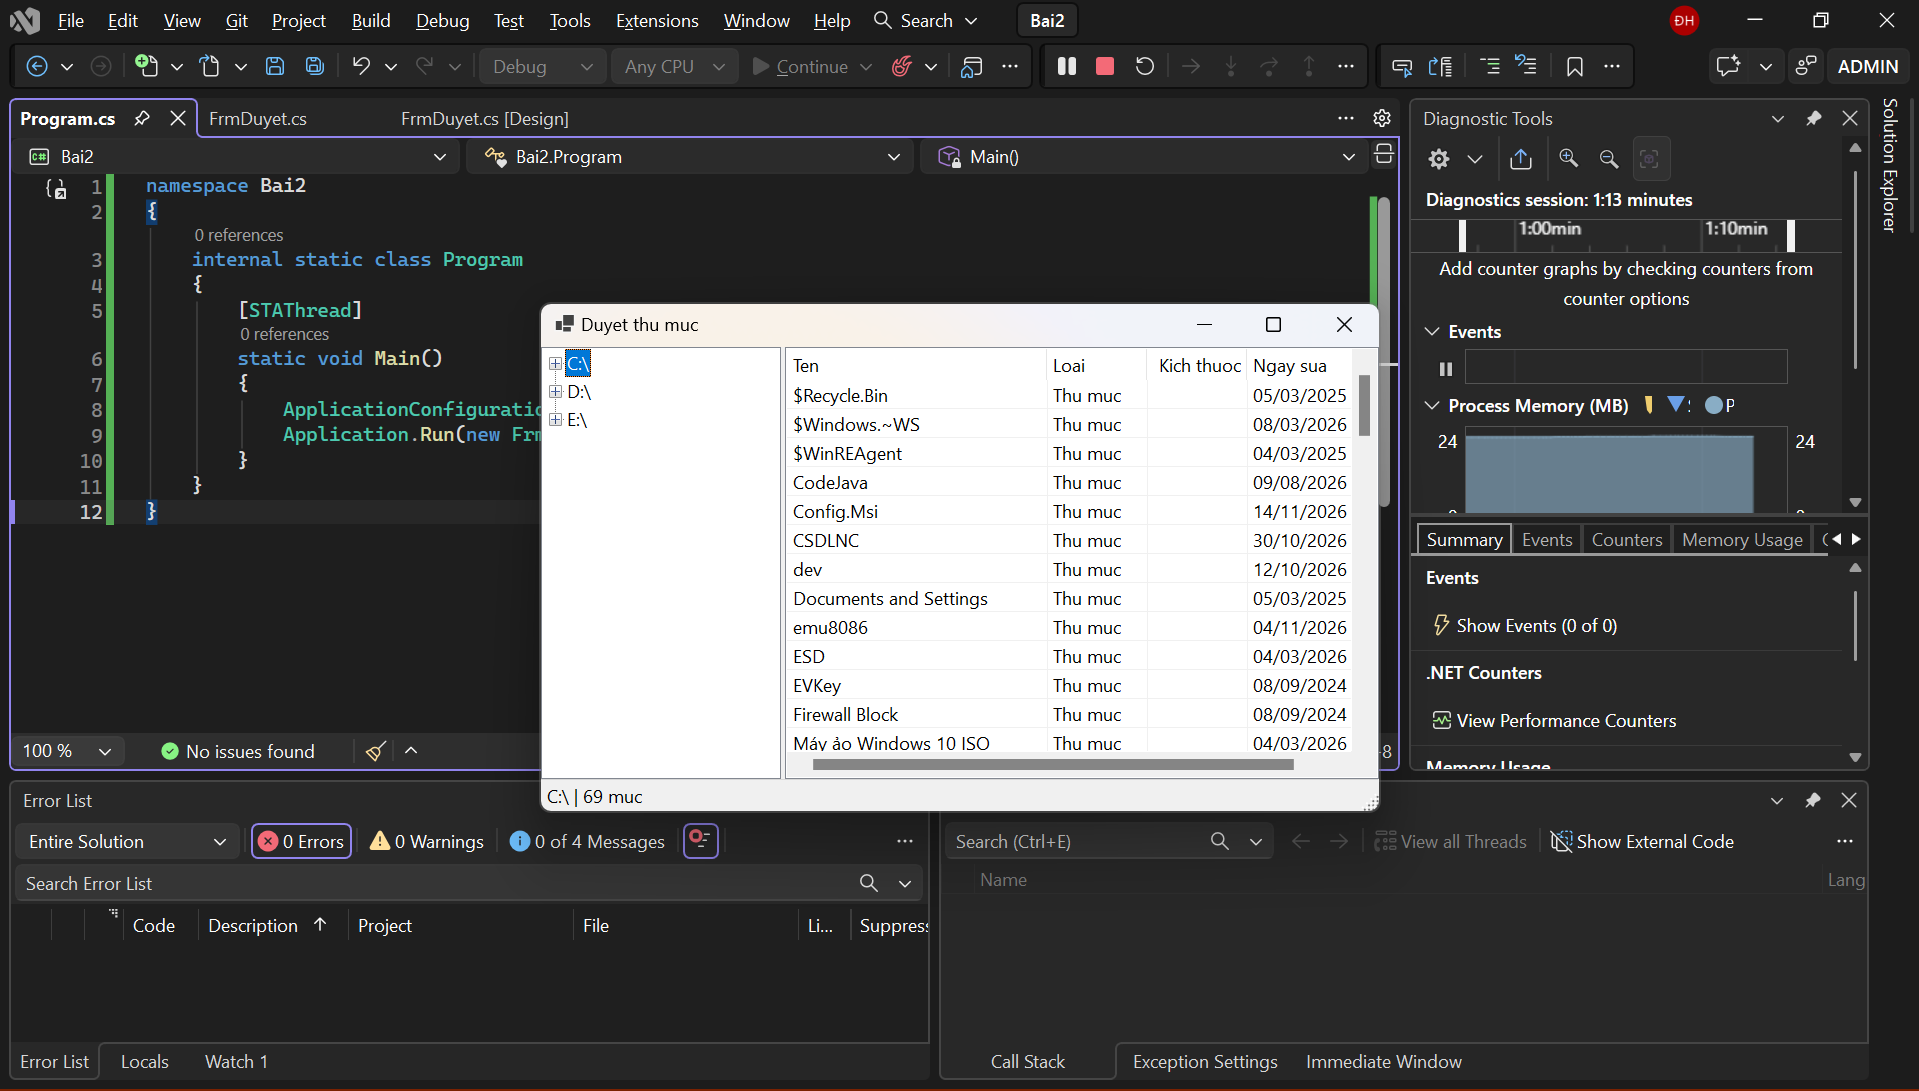 File Edit View Git Project Build Debug Test Tools Extensions Window Help Search Bai2 ĐH
Debug Any CPU Continue ADMIN
Program.cs FrmDuyet.cs FrmDuyet.cs [Design]
C# Bai2 Bai2.Program Main()
1 namespace Bai2
2 {
0 references
3 internal static class Program
4 {
5 [STAThread]
0 references
6 static void Main()
7 {
8 ApplicationConfiguratio
9 Application.Run(new Frm
10 }
11 }
12 }
100 % No issues found
Duyet thu muc
C:\
D:\
E:\
Ten Loai Kich thuoc Ngay sua
$Recycle.Bin Thu muc 05/03/2025
$Windows.~WS Thu muc 08/03/2026
$WinREAgent Thu muc 04/03/2025
CodeJava Thu muc 09/08/2026
Config.Msi Thu muc 14/11/2026
CSDLNC Thu muc 30/10/2026
dev Thu muc 12/10/2026
Documents and Settings Thu muc 05/03/2025
emu8086 Thu muc 04/11/2026
ESD Thu muc 04/03/2026
EVKey Thu muc 08/09/2024
Firewall Block Thu muc 08/09/2024
Máy ảo Windows 10 ISO Thu muc 04/03/2026
C:\ | 69 muc
-8
Diagnostic Tools
Diagnostics session: 1:13 minutes
1:00min 1:10min
Add counter graphs by checking counters from
counter options
Events
Process Memory (MB) P
24 24
Summary Events Counters Memory Usage
Events
Show Events (0 of 0)
.NET Counters
View Performance Counters
Memory Usage
Solution Explorer
Error List
Entire Solution 0 Errors 0 Warnings 0 of 4 Messages
Search Error List
Code Description Project File Li... Suppress
Error List Locals Watch 1
Search (Ctrl+E) View all Threads Show External Code
Name Lang
Call Stack Exception Settings Immediate Window